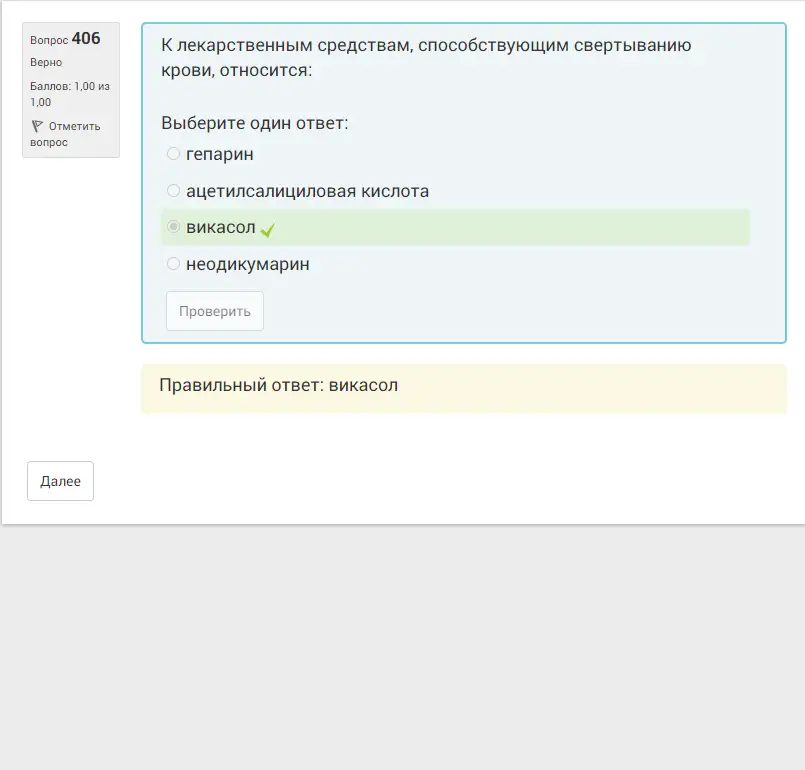 Вопрос 406
Верно
Баллов: 1,00 из
1,00
Отметить
вопрос
К лекарственным средствам, способствующим свертыванию
крови, относится:
Выберите один ответ:
гепарин
ацетилсалициловая кислота
викасол
неодикумарин
Проверить
Правильный ответ: викасол
Далее